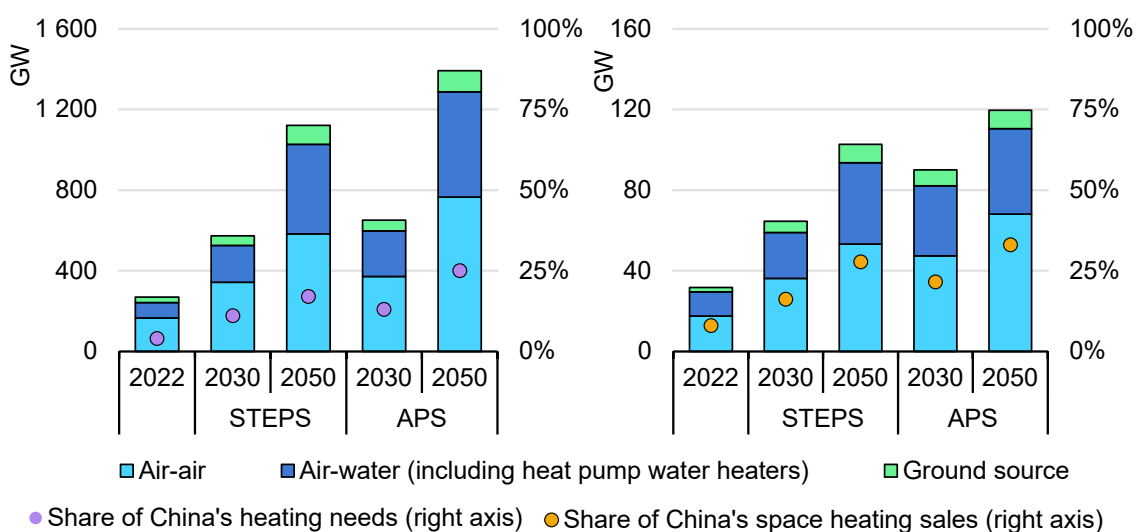 1 600
1 200
800
400
0
GW
100%
75%
50%
25%
0%
2022 2030 2050 2030 2050
STEPS APS
160
120
80
40
0
GW
100%
75%
50%
25%
0%
2022 2030 2050 2030 2050
STEPS APS
Air-air Air-water (including heat pump water heaters) Ground source
Share of China's heating needs (right axis) Share of China's space heating sales (right axis)